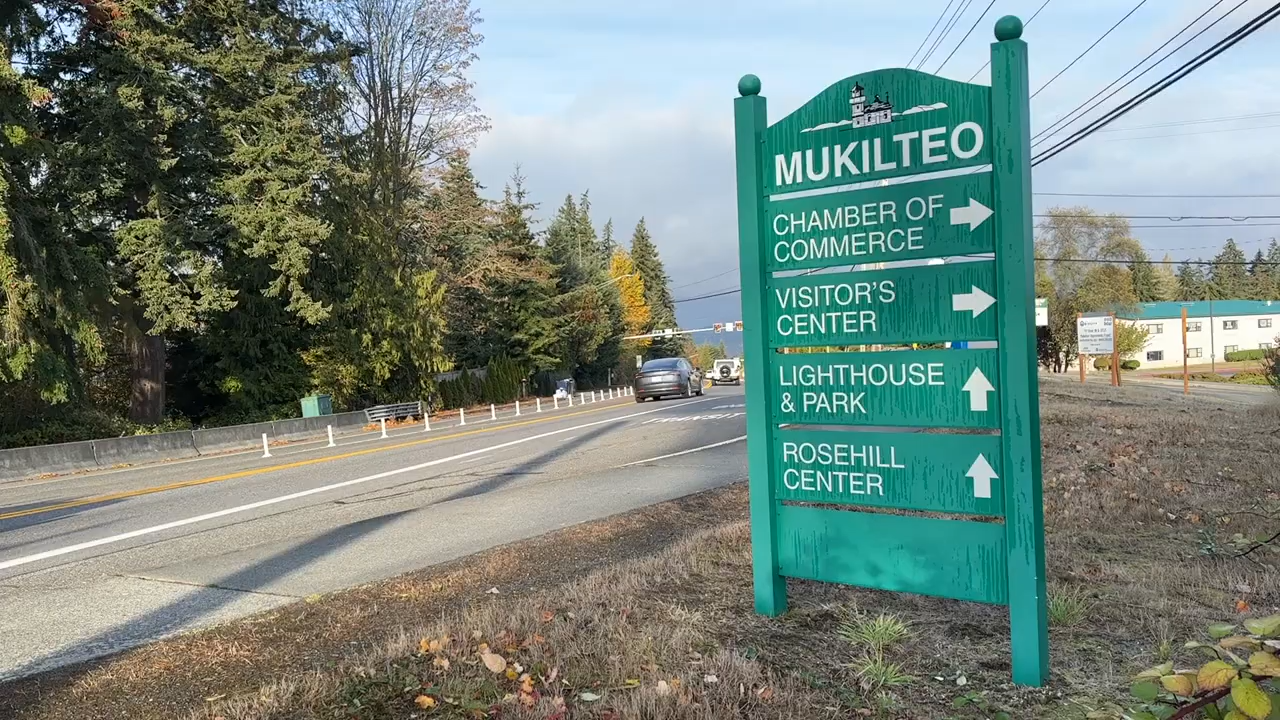 MUKILTEO
CHAMBER OF
COMMERCE
VISITOR'S
CENTER
LIGHTHOUSE
& PARK
ROSEHILL
CENTER